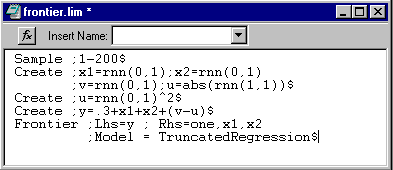 frontier.lim *
fx Insert Name:
Sample ;1-200$
Create ;x1=rnn(0,1);x2=rnn(0,1)
;v=rnn(0,1);u=abs(rnn(1,1))$
Create ;u=rnn(0,1)^2$
Create ;y=.3+x1+x2+(v-u)$
Frontier ;Lhs=y ; Rhs=one,x1,x2
;Model = TruncatedRegression$